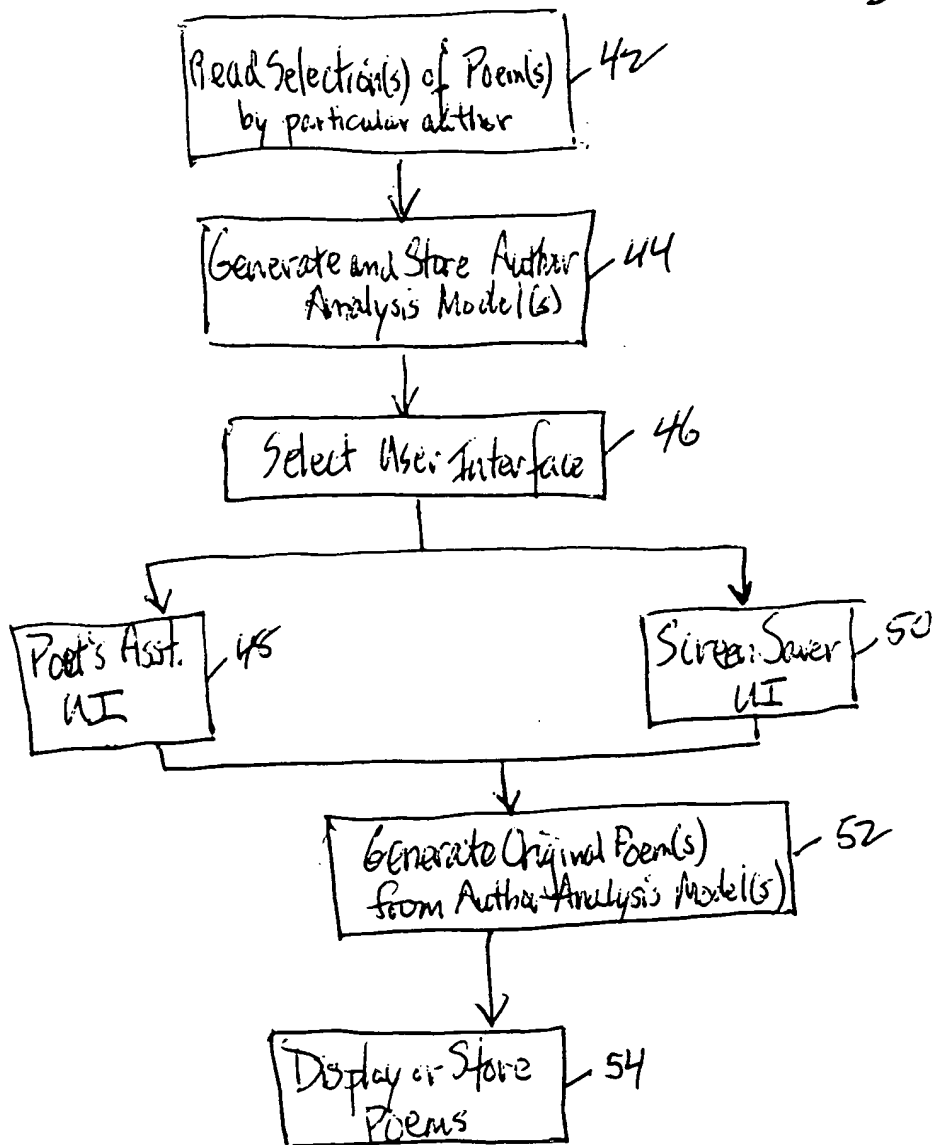 Read Selection(s) of Poem(s)
by particular author
42
Generate and Store Author
Analysis Model(s)
44
Select User Interface
46
Poet's Asst.
UI
48
Screen Saver
UI
50
Generate Original Poem(s)
from Author Analysis Model(s)
52
Display or Store
Poems
54